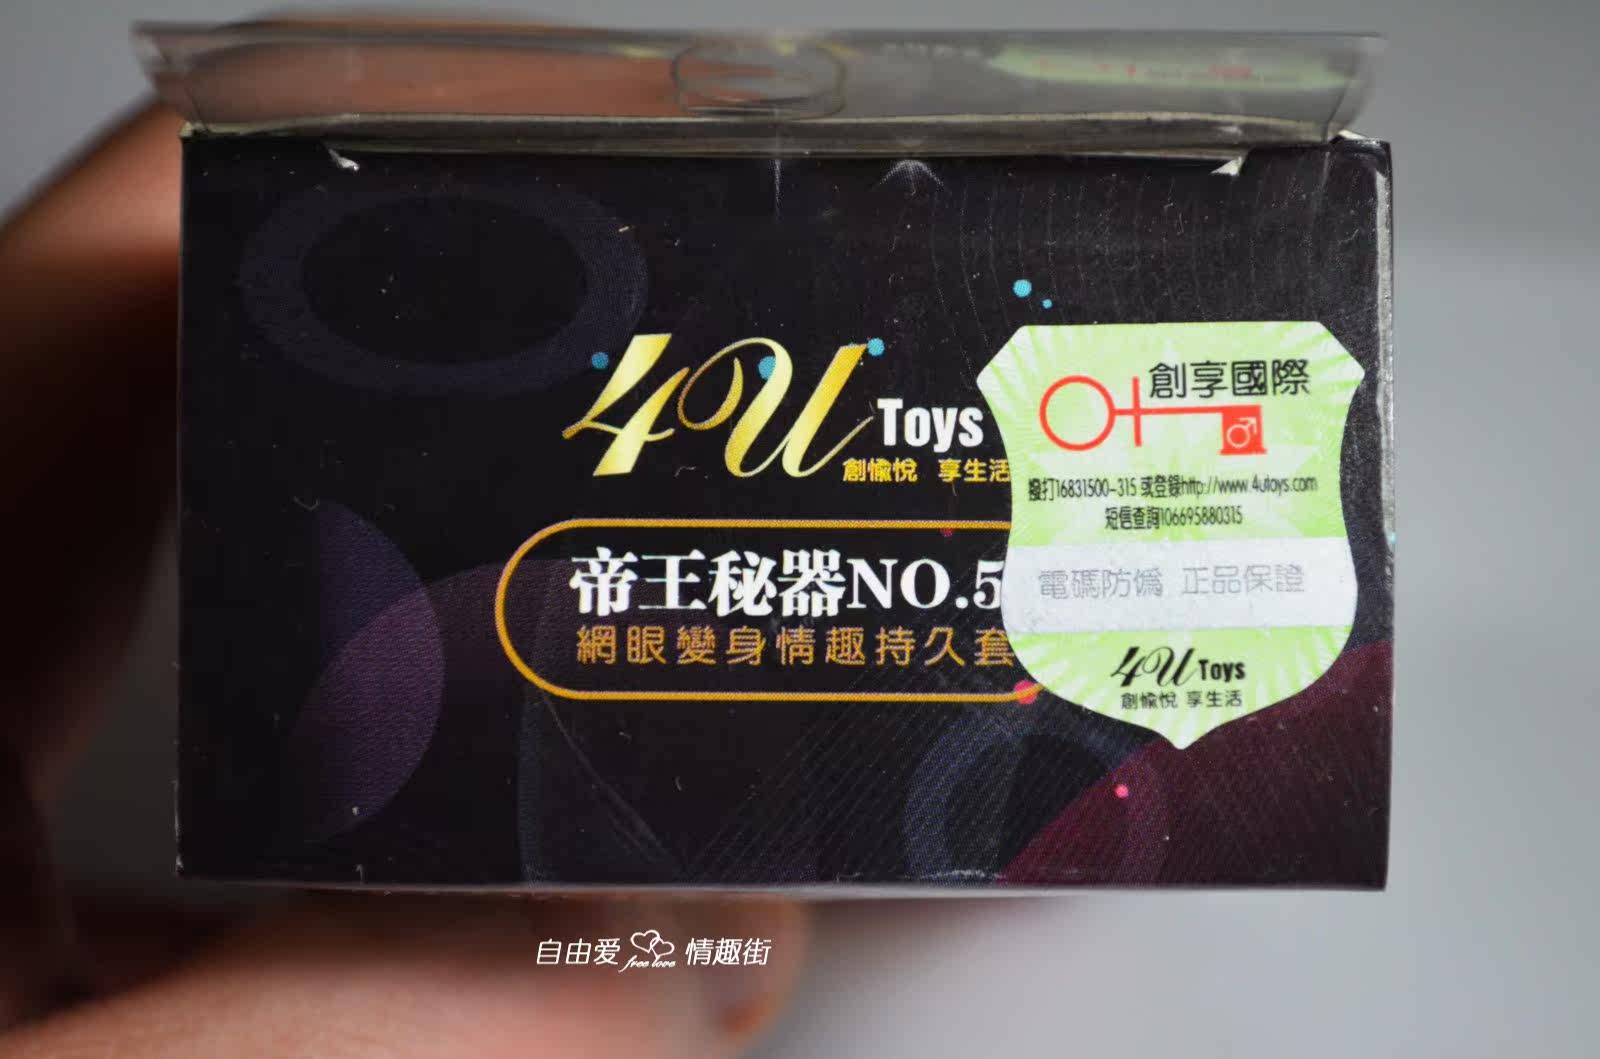 4U Toys
創愉悅 享生活
帝王秘器NO.5
網眼變身情趣持久套
創享國際
撥打16831500-315 或登錄http://www.4utoys.com
短信查詢106695880315
電碼防偽 正品保證
4U Toys
創愉悅 享生活
自由爱 free love 情趣街